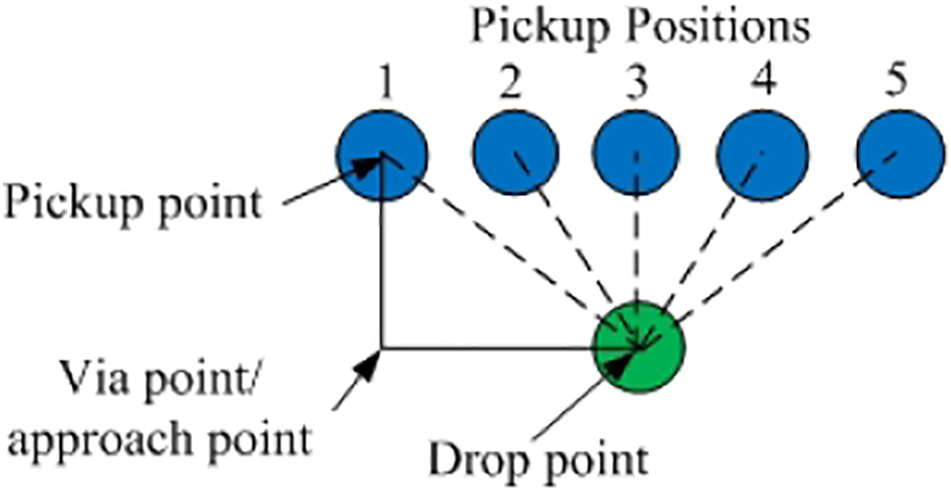 Pickup Positions
1 2 3 4 5
Pickup point
Via point/
approach point
Drop point